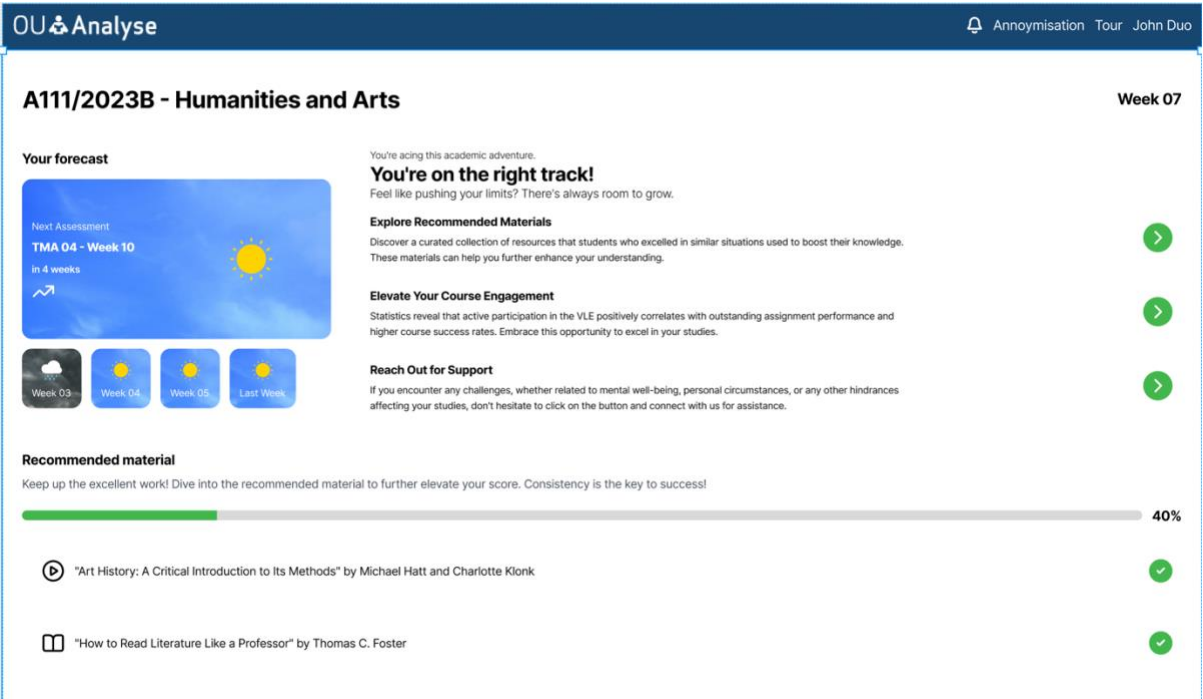 OU Analyse
Annoymisation Tour John Duo
A111/2023B - Humanities and Arts
Week 07
Your forecast
Next Assessment
TMA 04 - Week 10
in 4 weeks
Week 03
Week 04
Week 05
Last Week
You're acing this academic adventure.
You're on the right track!
Feel like pushing your limits? There's always room to grow.
Explore Recommended Materials
Discover a curated collection of resources that students who excelled in similar situations used to boost their knowledge.
These materials can help you further enhance your understanding.
Elevate Your Course Engagement
Statistics reveal that active participation in the VLE positively correlates with outstanding assignment performance and
higher course success rates. Embrace this opportunity to excel in your studies.
Reach Out for Support
If you encounter any challenges, whether related to mental well-being, personal circumstances, or any other hindrances
affecting your studies, don't hesitate to click on the button and connect with us for assistance.
Recommended material
Keep up the excellent work! Dive into the recommended material to further elevate your score. Consistency is the key to success!
40%
"Art History: A Critical Introduction to Its Methods" by Michael Hatt and Charlotte Klonk
"How to Read Literature Like a Professor" by Thomas C. Foster